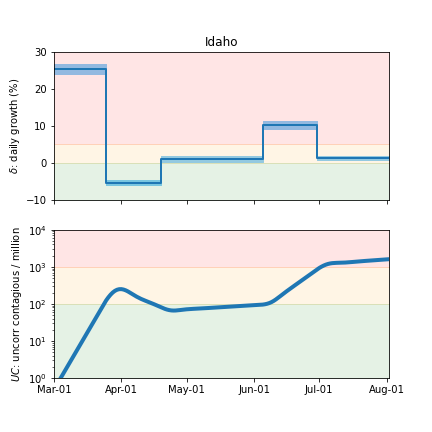 Idaho
δ: daily growth (%)
30
20
10
0
−10
UC: uncorr contagious / million
10⁴
10³
10²
10¹
10⁰
Mar-01 Apr-01 May-01 Jun-01 Jul-01 Aug-01